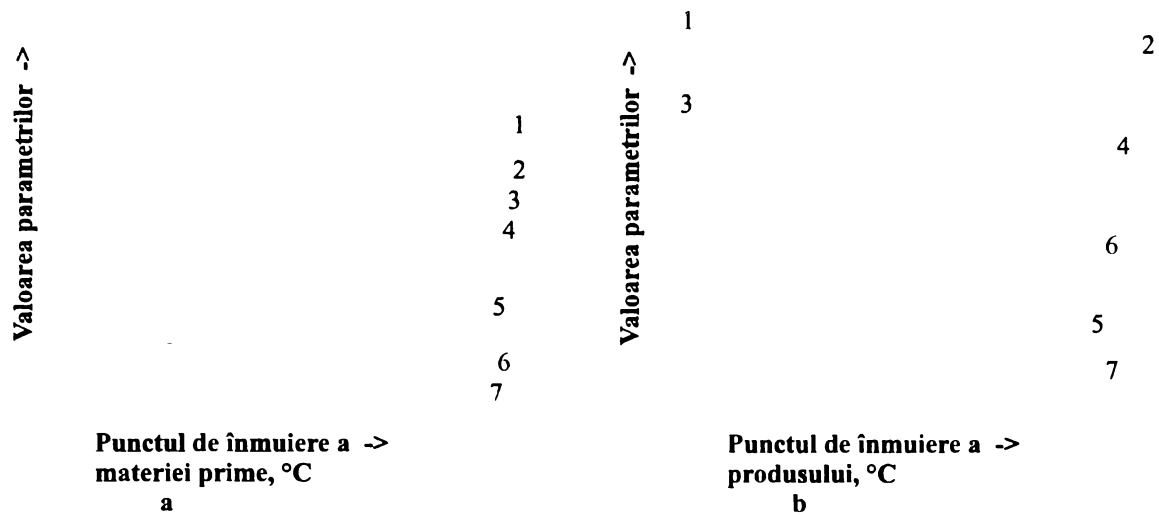 Valoarea parametrilor ->
1
2
3
4
5
6
7
Punctul de înmuiere a ->
materiei prime, °C
a
Valoarea parametrilor ->
1
2
3
4
6
5
7
Punctul de înmuiere a ->
produsului, °C
b